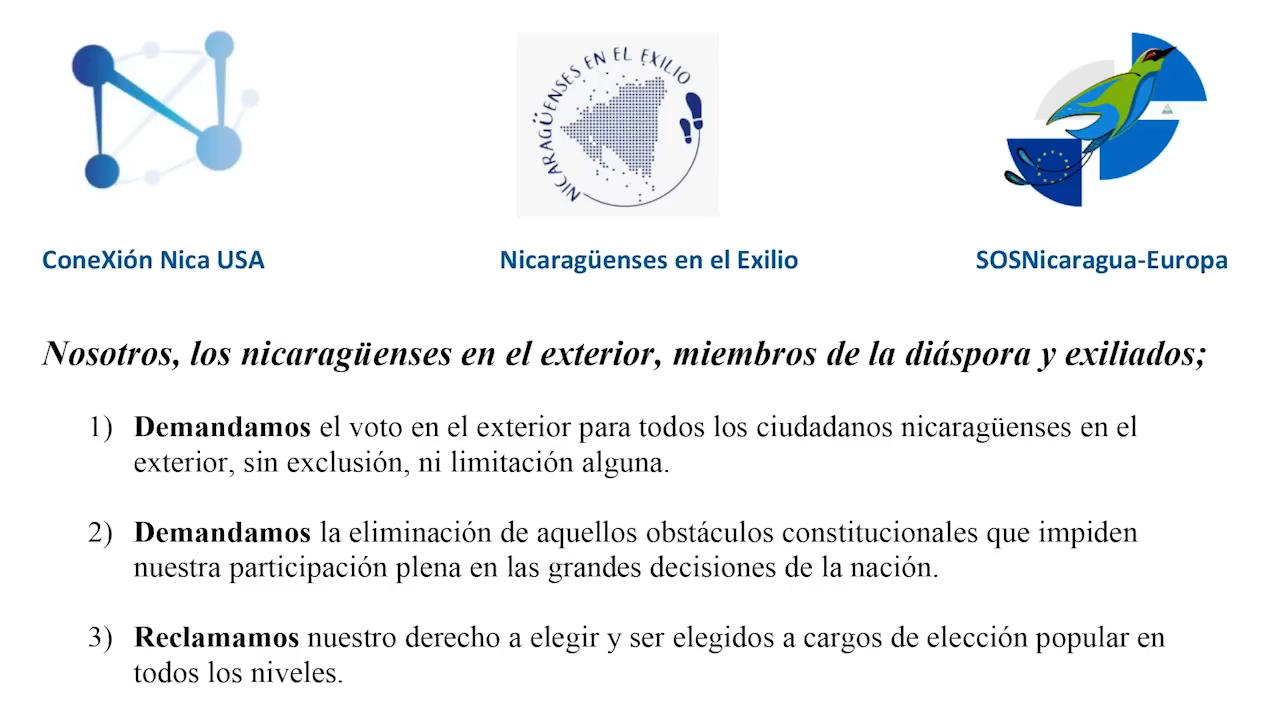 NICARAGÜENSES EN EL EXILIO
ConeXión Nica USA
Nicaragüenses en el Exilio
SOSNicaragua-Europa
Nosotros, los nicaragüenses en el exterior, miembros de la diáspora y exiliados;
1) Demandamos el voto en el exterior para todos los ciudadanos nicaragüenses en el
exterior, sin exclusión, ni limitación alguna.
2) Demandamos la eliminación de aquellos obstáculos constitucionales que impiden
nuestra participación plena en las grandes decisiones de la nación.
3) Reclamamos nuestro derecho a elegir y ser elegidos a cargos de elección popular en
todos los niveles.